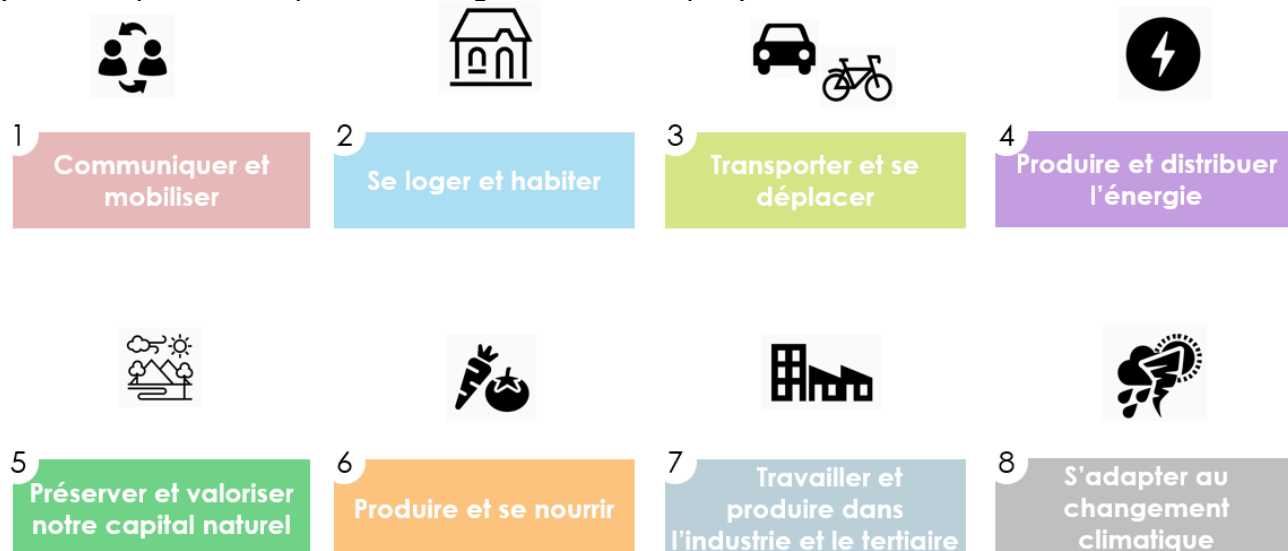 1
Communiquer et
mobiliser
2
Se loger et habiter
3
Transporter et se
déplacer
4
Produire et distribuer
l'énergie
5
Préserver et valoriser
notre capital naturel
6
Produire et se nourrir
7
Travailler et
produire dans
l'industrie et le tertiaire
8
S'adapter au
changement
climatique